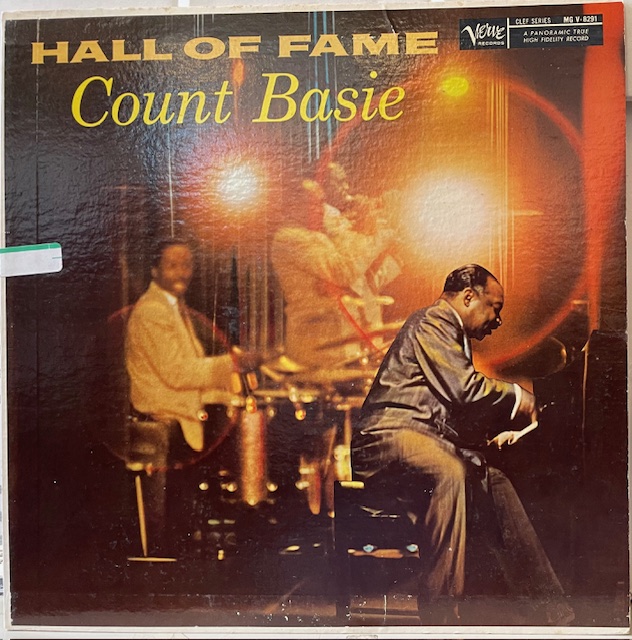 HALL OF FAME
Count Basie
Verve
RECORDS
CLEF SERIES MG V-8291
A PANORAMIC TRUE
HIGH FIDELITY RECORD